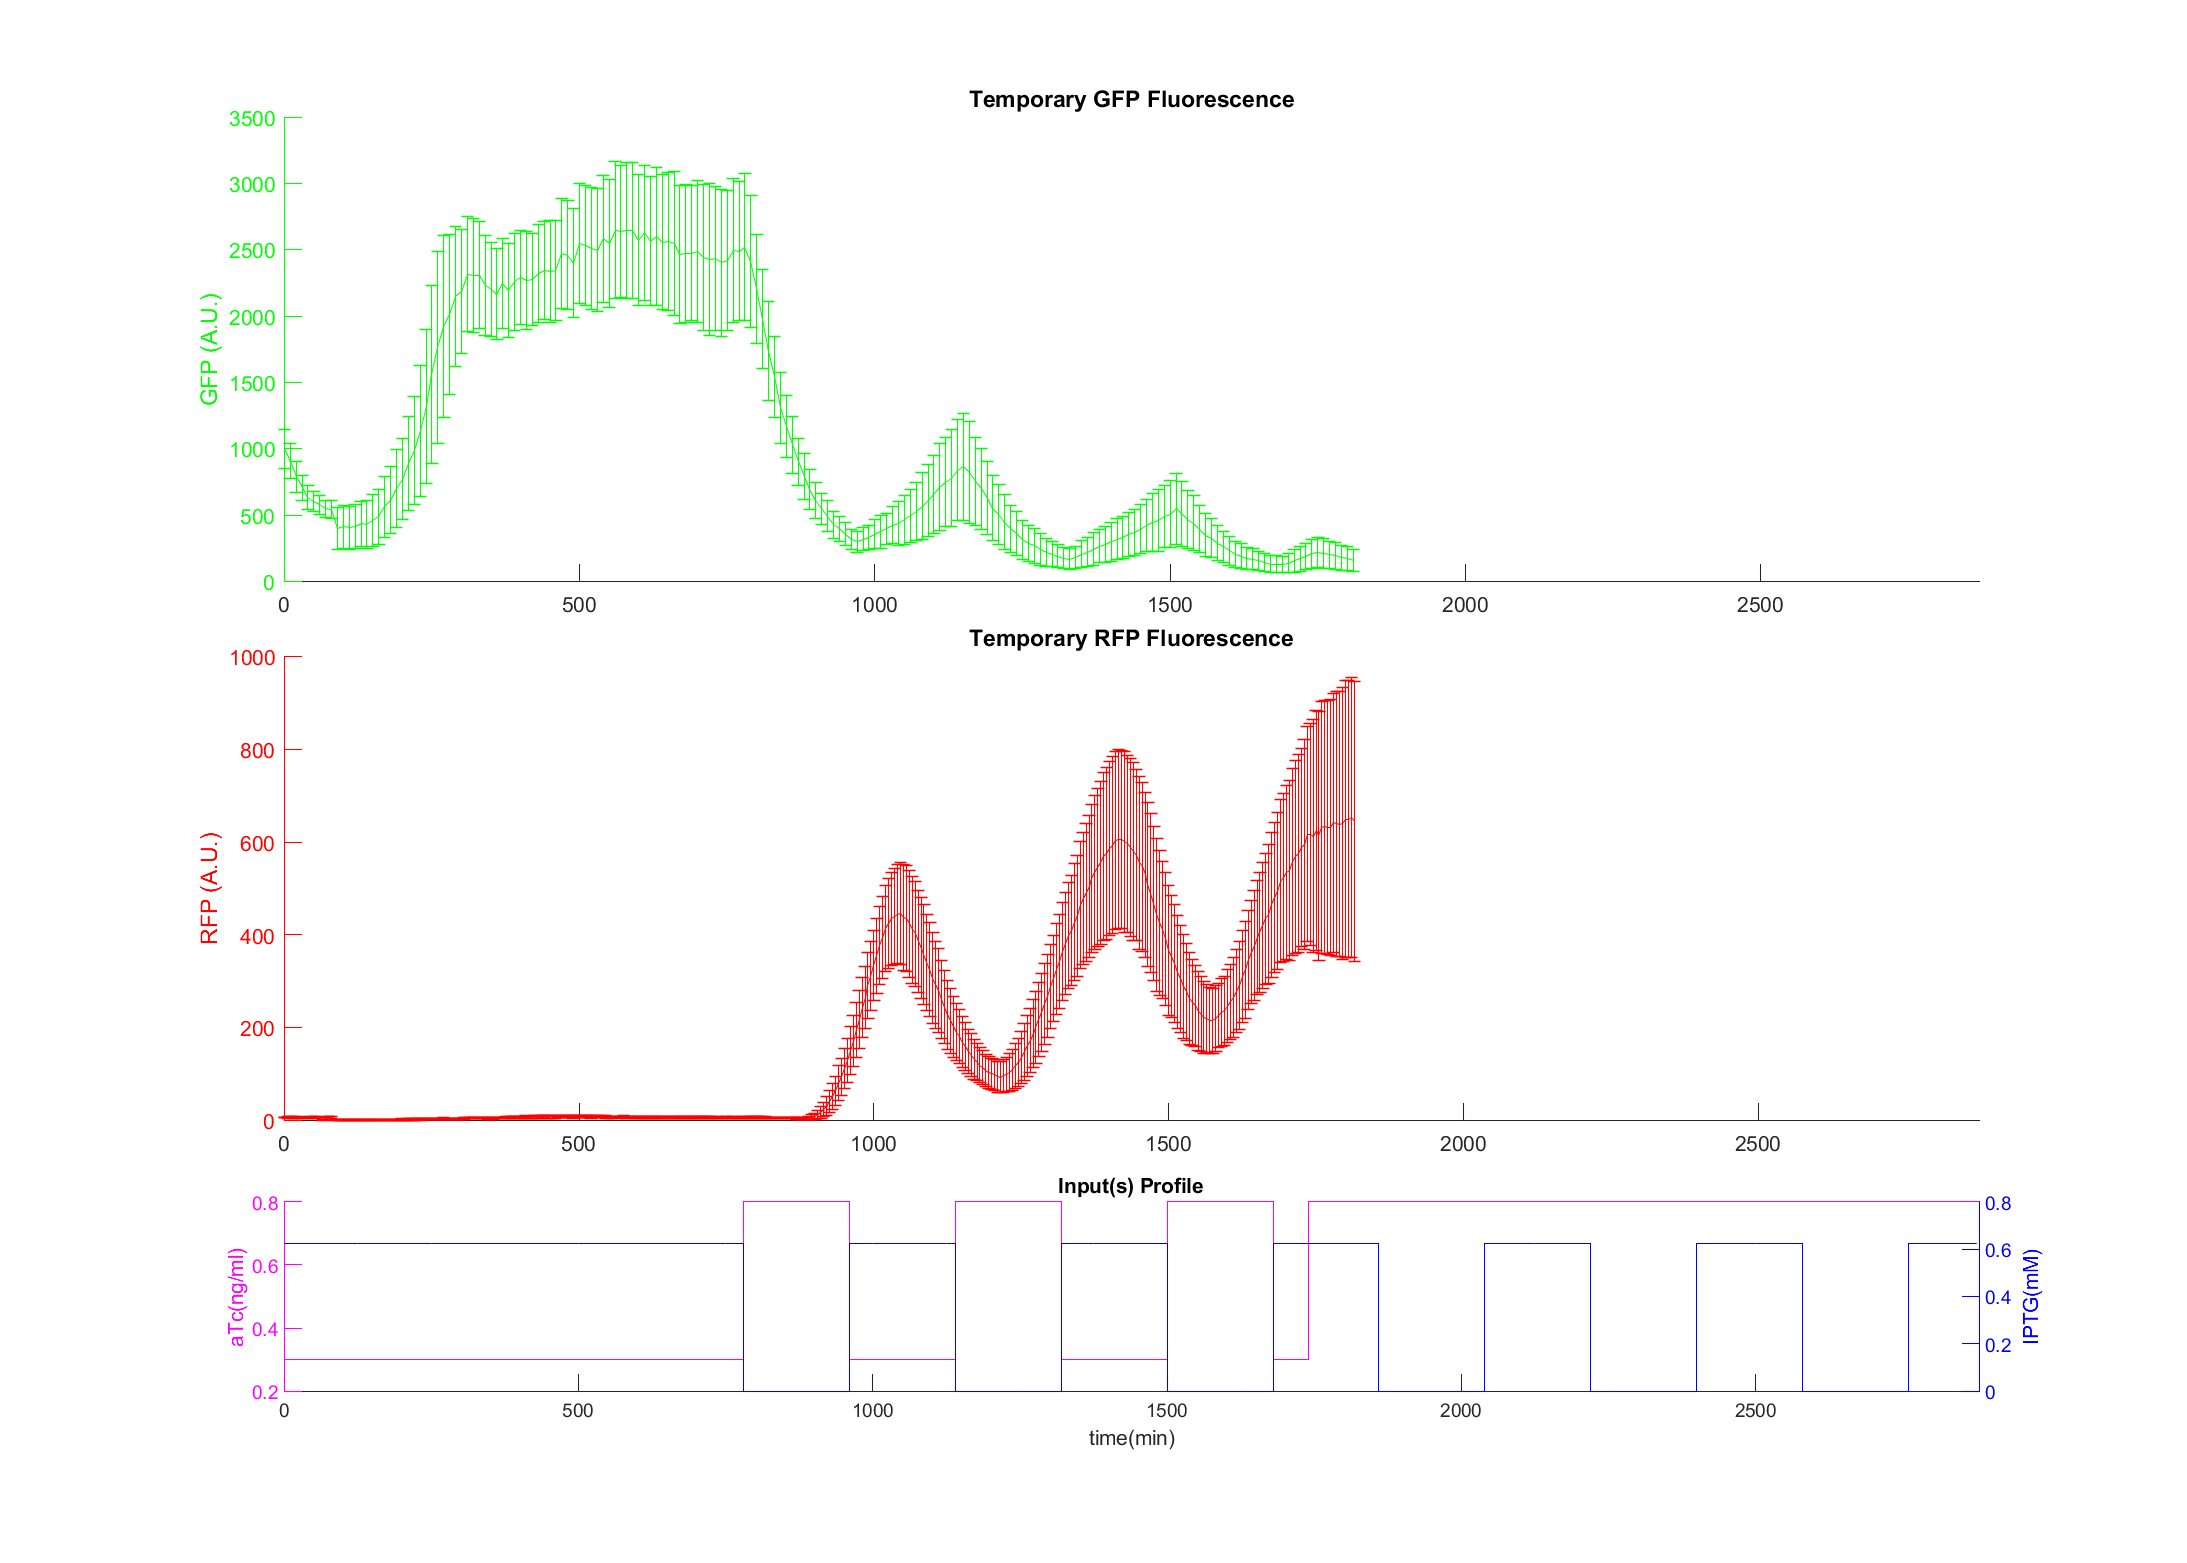 Temporary GFP Fluorescence
3500
3000
2500
2000
1500
1000
500
0
GFP (A.U.)
0 500 1000 1500 2000 2500
Temporary RFP Fluorescence
1000
800
600
400
200
0
RFP (A.U.)
0 500 1000 1500 2000 2500
Input(s) Profile
0.8
0.6
0.4
0.2
aTc(ng/ml)
0.8
0.6
0.4
0.2
0
IPTG(mM)
0 500 1000 1500 2000 2500
time(min)